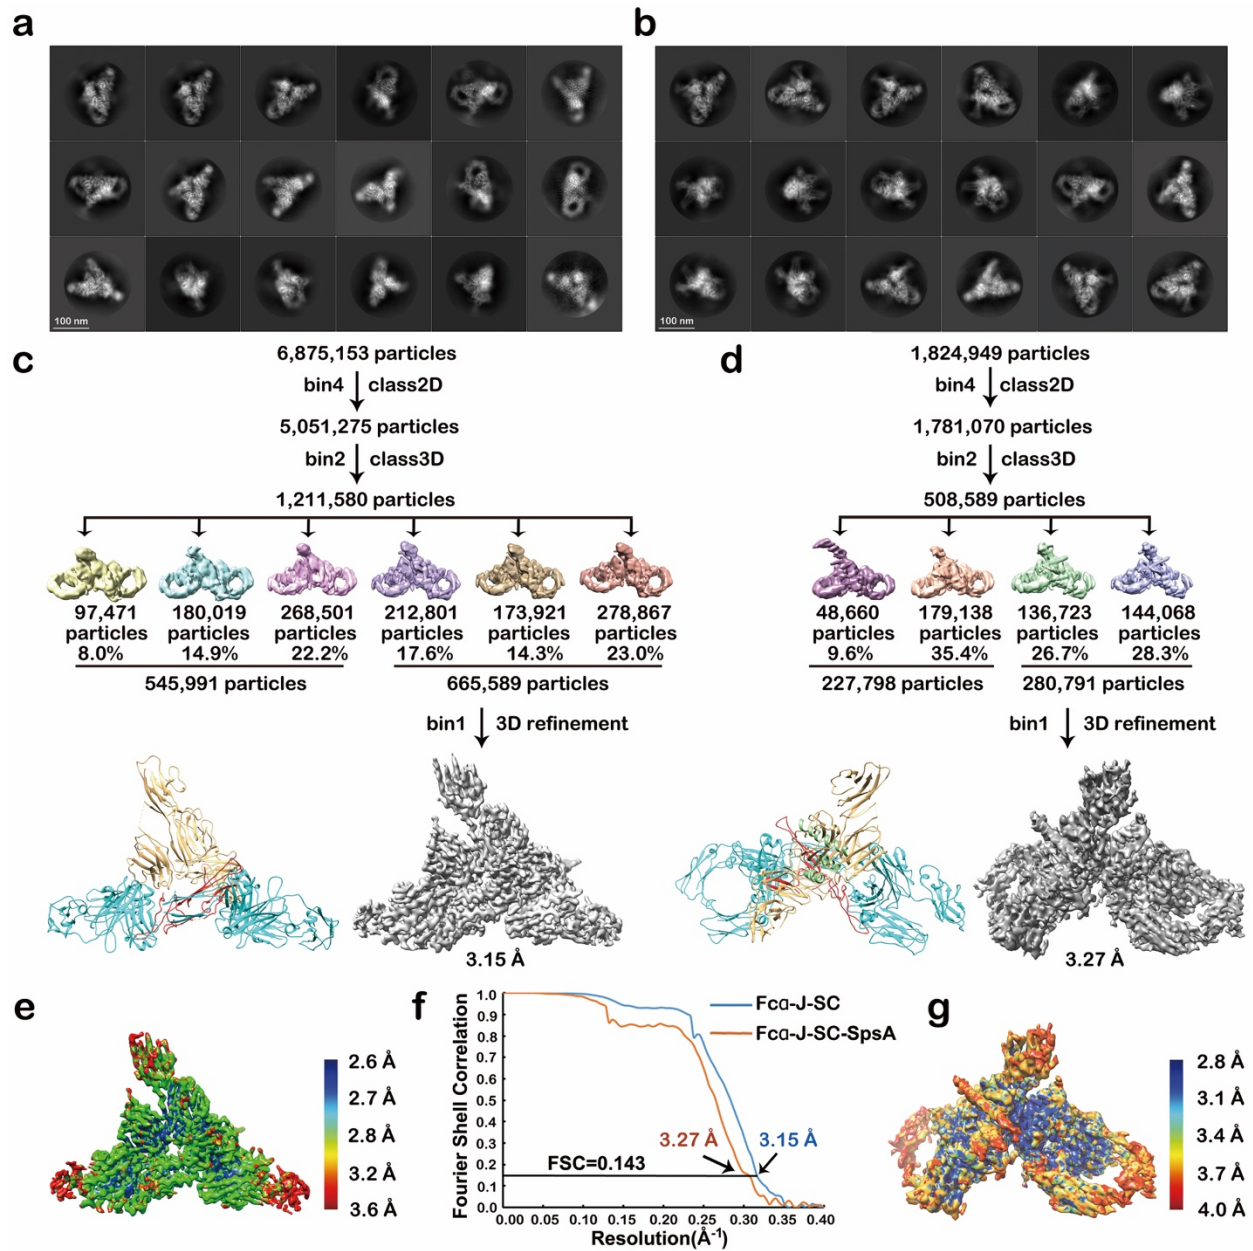 a
b
100 nm
100 nm
c
6,875,153 particles
bin4 class2D
5,051,275 particles
bin2 class3D
1,211,580 particles
97,471 180,019 268,501 212,801 173,921 278,867
particles particles particles particles particles particles
8.0% 14.9% 22.2% 17.6% 14.3% 23.0%
545,991 particles 665,589 particles
bin1 3D refinement
3.15 Å
d
1,824,949 particles
bin4 class2D
1,781,070 particles
bin2 class3D
508,589 particles
48,660 179,138 136,723 144,068
particles particles particles particles
9.6% 35.4% 26.7% 28.3%
227,798 particles 280,791 particles
bin1 3D refinement
3.27 Å
e
2.6 Å
2.7 Å
2.8 Å
3.2 Å
3.6 Å
f
Fourier Shell Correlation
1.0
0.9
0.8
0.7
0.6
0.5
0.4
0.3
0.2
0.1
0.0
Fcα-J-SC
Fcα-J-SC-SpsA
3.27 Å 3.15 Å
FSC=0.143
0.00 0.05 0.10 0.15 0.20 0.25 0.30 0.35 0.40
Resolution(Å⁻¹)
g
2.8 Å
3.1 Å
3.4 Å
3.7 Å
4.0 Å